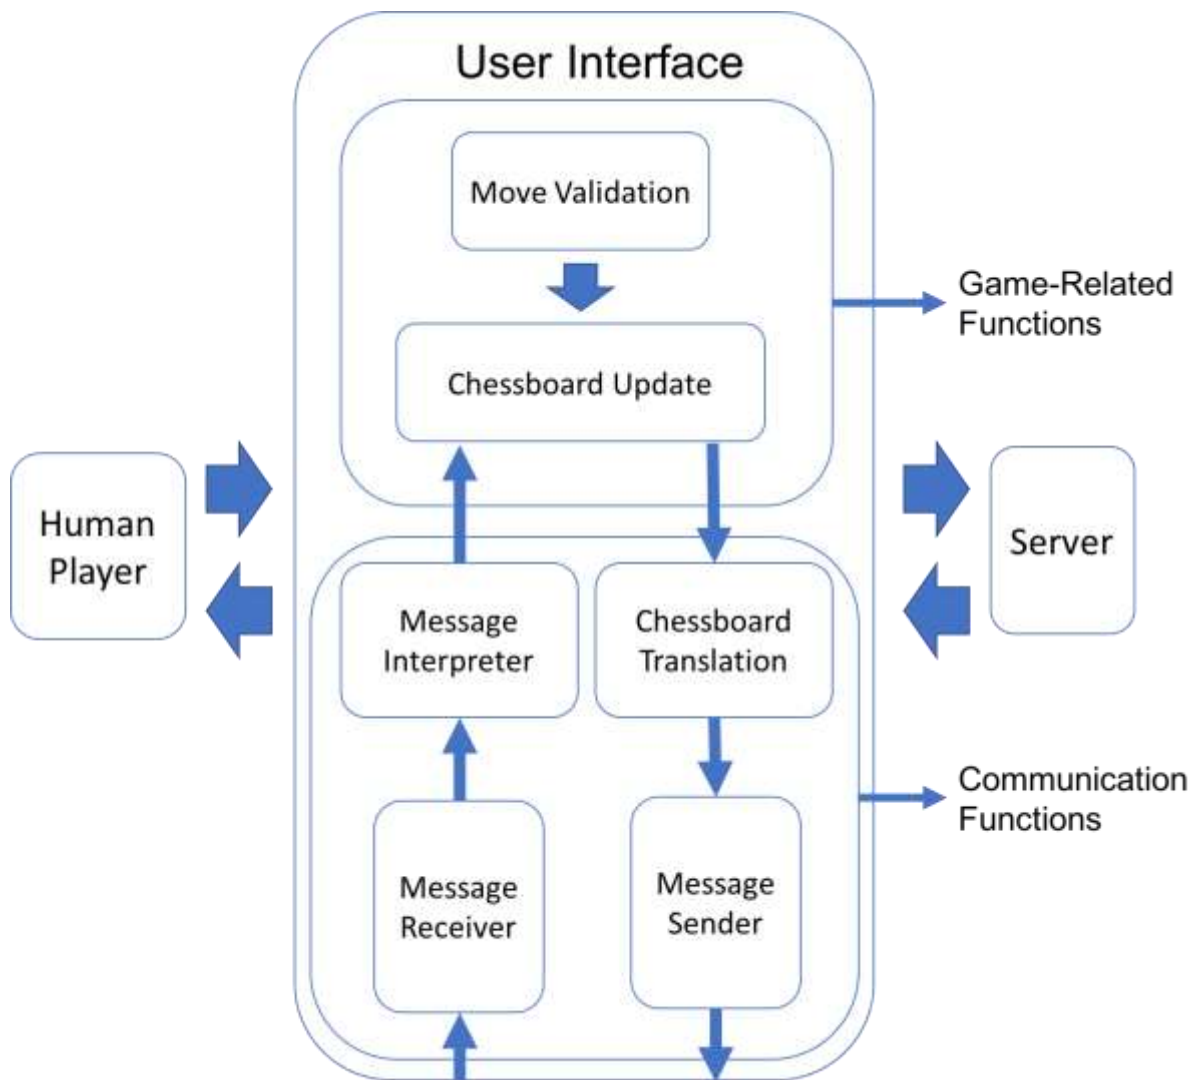 User Interface
Move Validation
Game-Related
Functions
Chessboard Update
Human
Player
Server
Message
Interpreter
Chessboard
Translation
Communication
Functions
Message
Receiver
Message
Sender